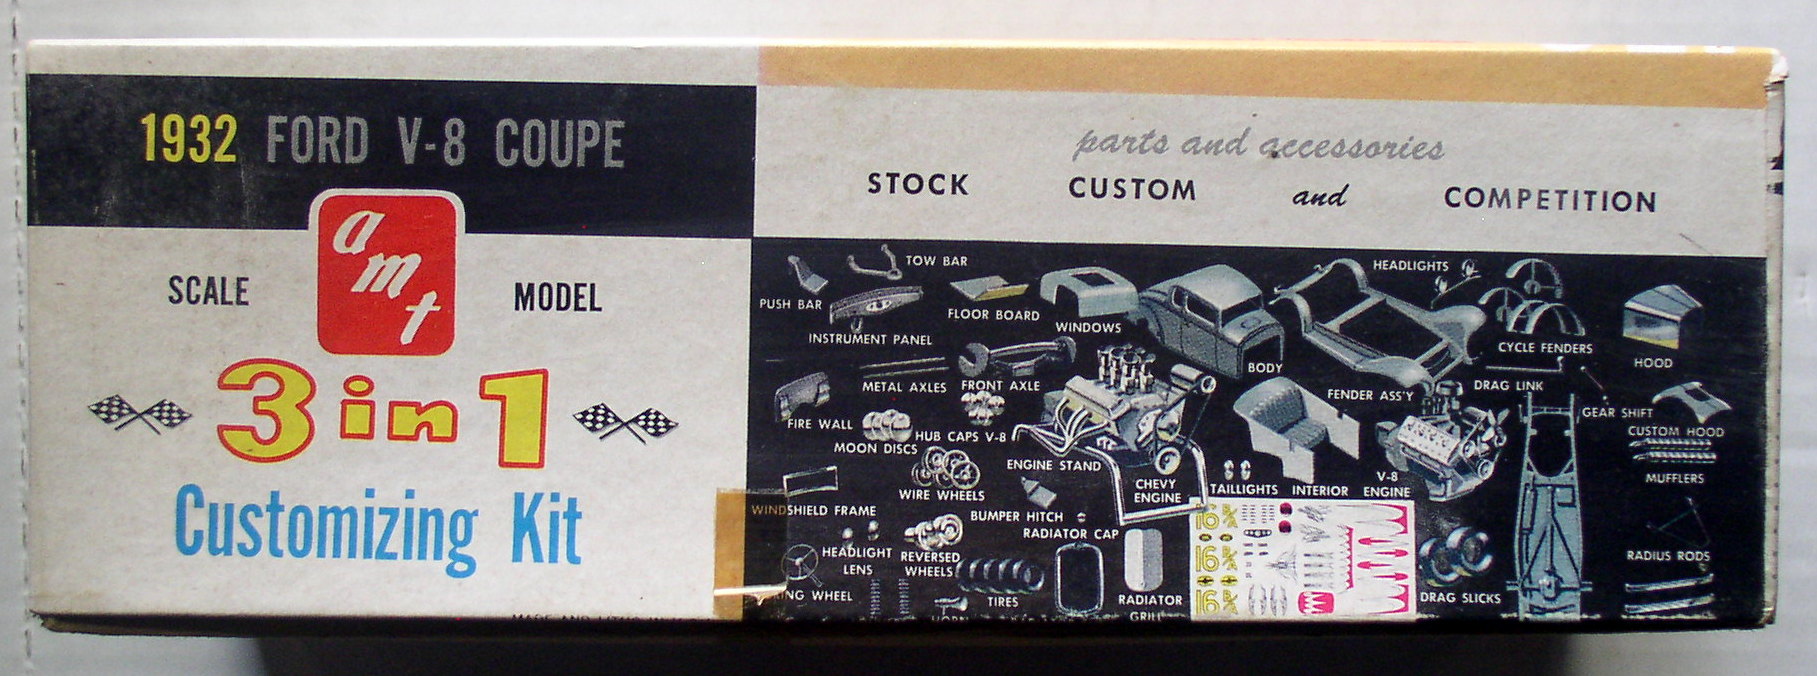 1932 FORD V-8 COUPE
amt
SCALE MODEL
3 in 1
Customizing Kit
parts and accessories
STOCK CUSTOM and COMPETITION
TOW BAR
HEADLIGHTS
PUSH BAR
FLOOR BOARD
WINDOWS
INSTRUMENT PANEL
CYCLE FENDERS
HOOD
BODY
METAL AXLES
FRONT AXLE
FENDER ASS'Y
DRAG LINK
GEAR SHIFT
FIRE WALL
HUB CAPS V-8
MOON DISCS
CUSTOM HOOD
ENGINE STAND
MUFFLERS
WIRE WHEELS
CHEVY
ENGINE
TAILLIGHTS
INTERIOR
V-8
ENGINE
WINDSHIELD FRAME
BUMPER HITCH
RADIATOR CAP
HEADLIGHT
LENS
REVERSED
WHEELS
RADIUS RODS
WHEEL
TIRES
RADIATOR
GRILL
DRAG SLICKS
16
16
16